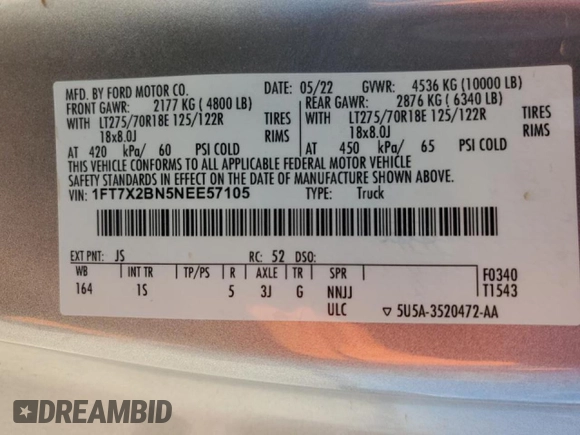 MFD. BY FORD MOTOR CO. DATE: 05/22 GVWR: 4536 KG (10000 LB)
FRONT GAWR: 2177 KG ( 4800 LB) REAR GAWR: 2876 KG ( 6340 LB)
WITH LT275/70R18E 125/122R TIRES WITH LT275/70R18E 125/122R TIRES
18x8.0J RIMS 18x8.0J RIMS
AT 420 kPa/ 60 PSI COLD AT 450 kPa/ 65 PSI COLD
THIS VEHICLE CONFORMS TO ALL APPLICABLE FEDERAL MOTOR VEHICLE
SAFETY STANDARDS IN EFFECT ON THE DATE OF MANUFACTURE SHOWN ABOVE.
VIN: 1FT7X2BN5NEE57105 TYPE: Truck
EXT PNT: JS RC: 52 DSO:
WB INT TR TP/PS R AXLE TR SPR F0340
164 1S 5 3J G NNJJ T1543
ULC ▽ 5U5A-3520472-AA
DREAMBID